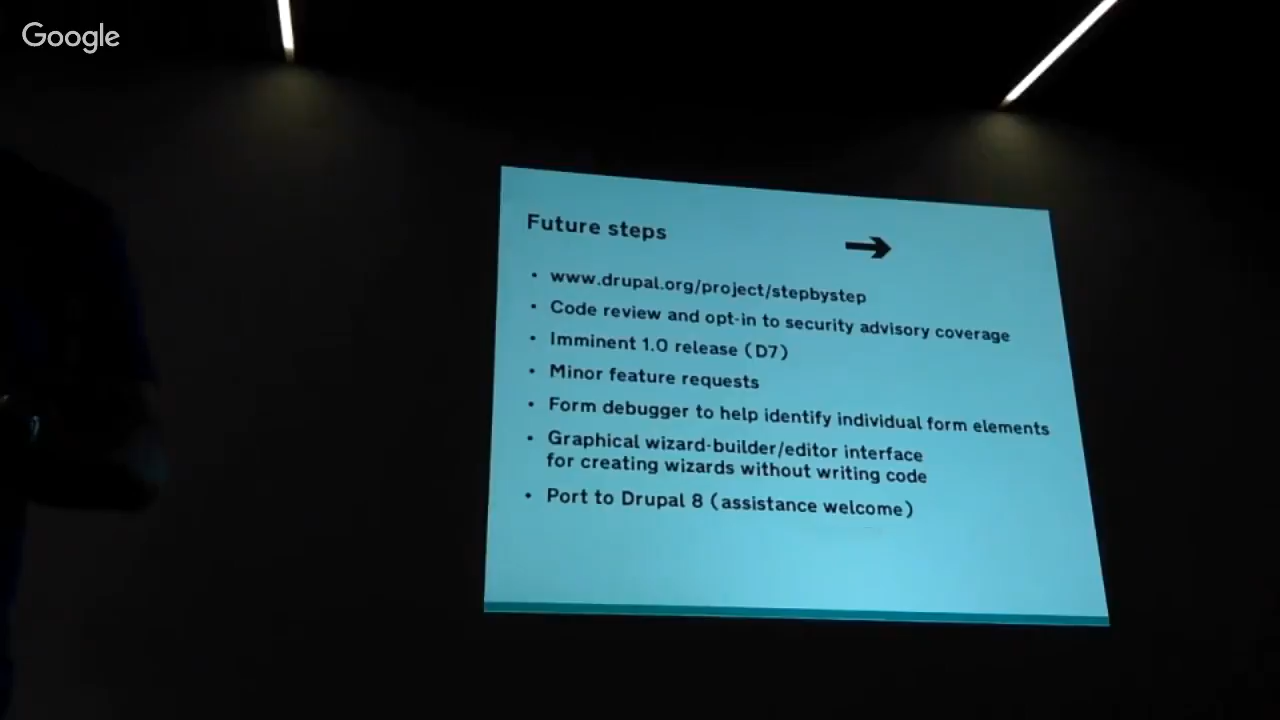 Google
Future steps
• www.drupal.org/project/stepbystep
• Code review and opt-in to security advisory coverage
• Imminent 1.0 release (D7)
• Minor feature requests
• Form debugger to help identify individual form elements
• Graphical wizard-builder/editor interface
for creating wizards without writing code
• Port to Drupal 8 (assistance welcome)